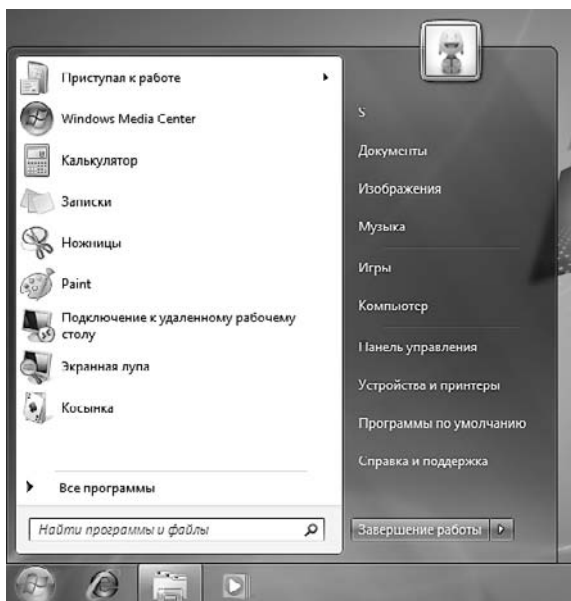 Приступая к работе
Windows Media Center
Калькулятор
Записки
Ножницы
Paint
Подключение к удаленному рабочему
столу
Экранная лупа
Косынка
Все программы
Найти программы и файлы
S
Документы
Изображения
Музыка
Игры
Компьютер
Панель управления
Устройства и принтеры
Программы по умолчанию
Справка и поддержка
Завершение работы